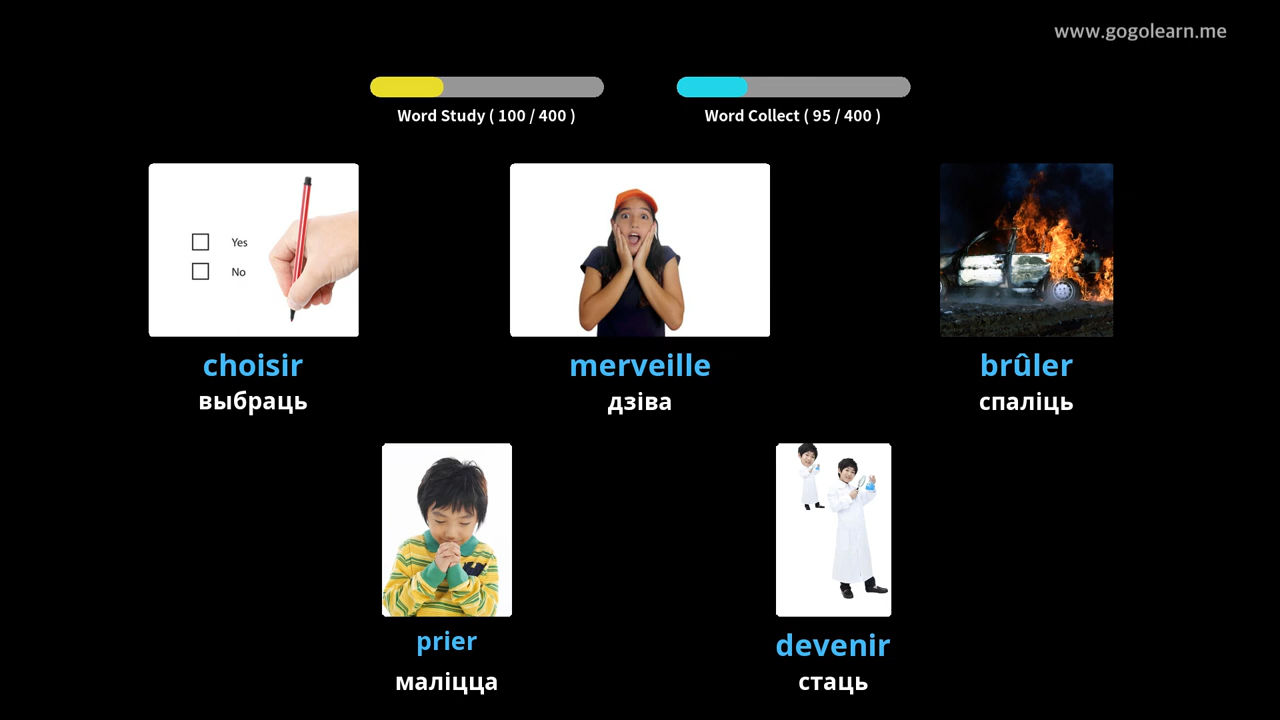 www.gogolearn.me
Word Study ( 100 / 400 )
Word Collect ( 95 / 400 )
Yes
No
choisir
merveille
brûler
выбраць
дзіва
спаліць
prier
devenir
маліцца
стаць